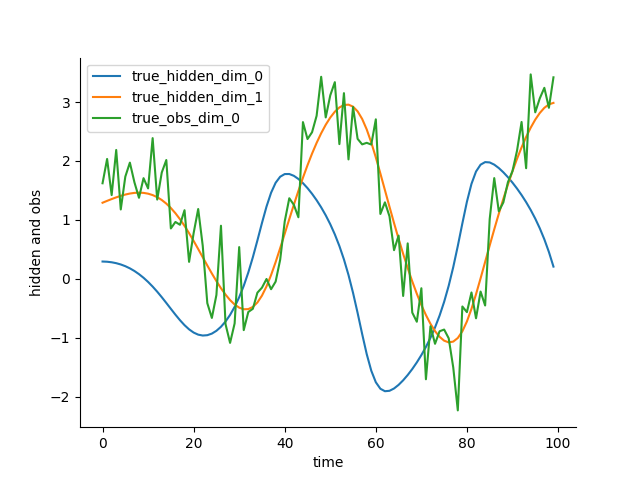 true_hidden_dim_0
true_hidden_dim_1
true_obs_dim_0
hidden and obs
3
2
1
0
−1
−2
0
20
40
60
80
100
time